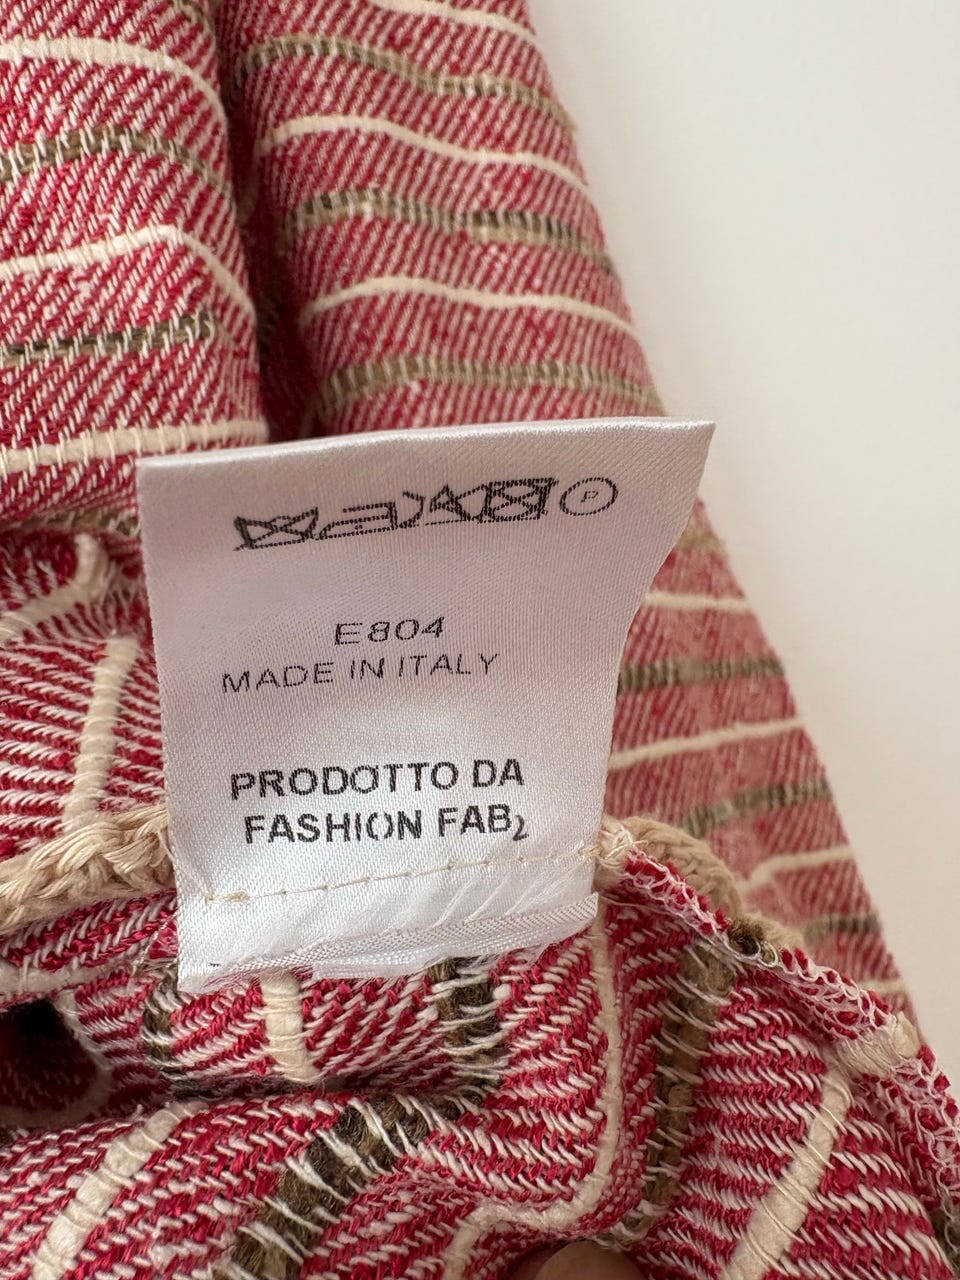 P
E804
MADE IN ITALY
PRODOTTO DA
FASHION FAB2